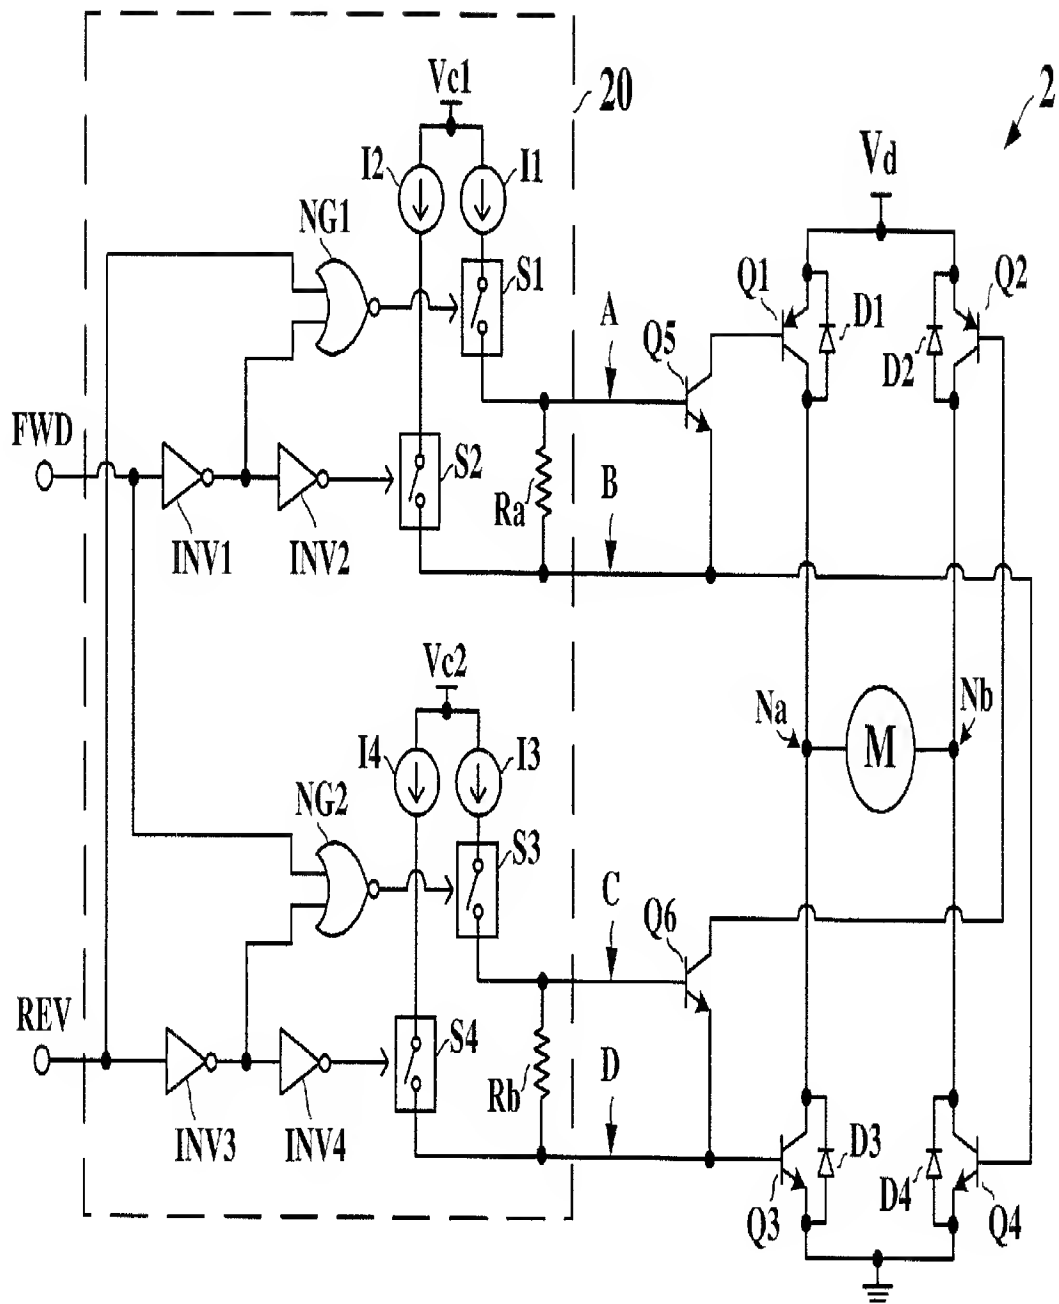 20
2
Vc1
I2
I1
NG1
S1
Vd
Q1
Q2
D1
D2
A
Q5
FWD
S2
Ra
B
INV1
INV2
Vc2
Na
Nb
M
I4
I3
NG2
S3
C
Q6
REV
S4
Rb
D
INV3
INV4
D3
D4
Q3
Q4